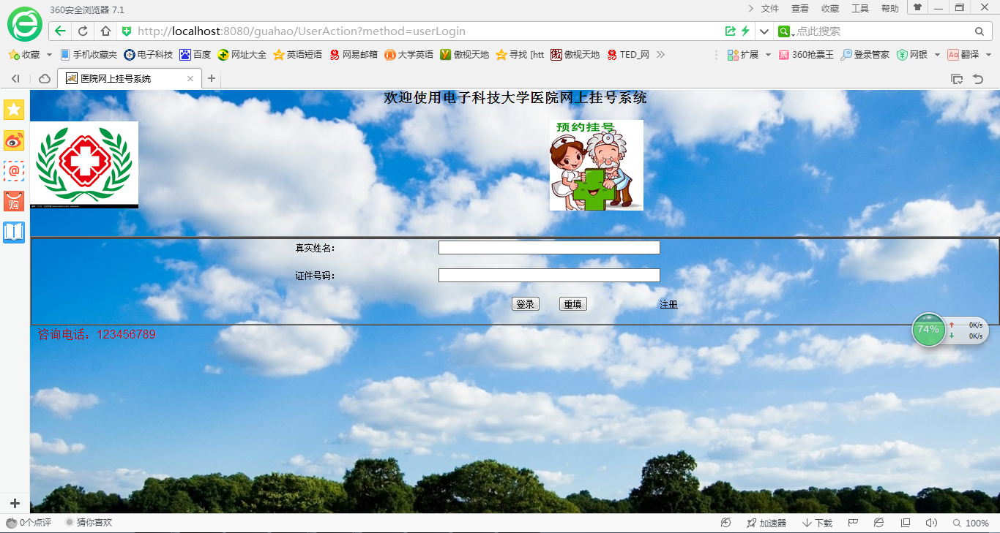 360安全浏览器 7.1
文件 查看 收藏 工具 帮助
http://localhost:8080/guahao/UserAction?method=userLogin
点此搜索
收藏 手机收藏夹 电子科技 百度 网址大全 英语短语 网易邮箱 大学英语 傲视天地 寻找 [htt 傲视天地 TED_网 扩展 360抢票王 登录管家 网银 Aa 翻译
医院网上挂号系统
欢迎使用电子科技大学医院网上挂号系统
预约挂号
真实姓名：
证件号码：
登录 重填 注册
咨询电话：123456789
74% 0K/s
0K/s
购
0个点评 猜你喜欢 加速器 下载 100%